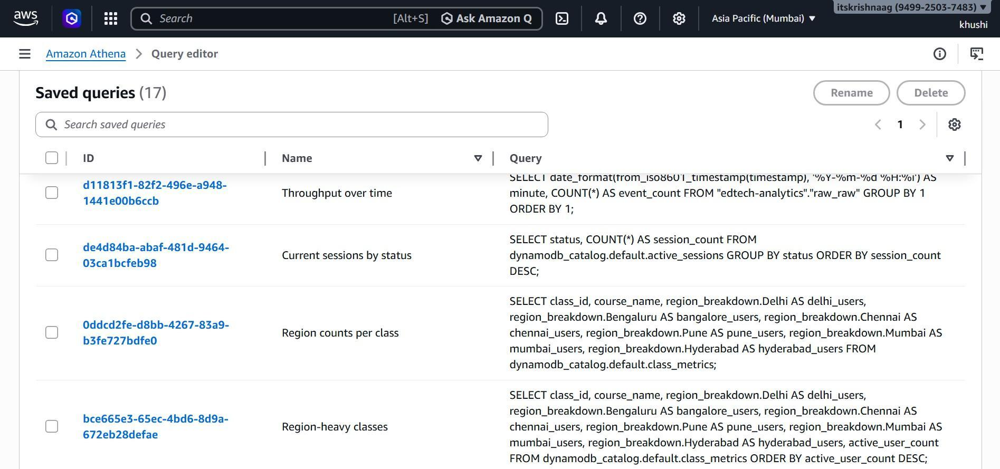 aws
Search
[Alt+S]
Ask Amazon Q
Asia Pacific (Mumbai)
itskrishnaag (9499-2503-7483)
khushi
Amazon Athena
Query editor
Saved queries (17)
Rename
Delete
Search saved queries
1
ID
Name
Query
d11813f1-82f2-496e-a948-
1441e00b6ccb
Throughput over time
SELECT date_format(from_iso8601_timestamp(timestamp), '%Y-%m-%d %H:%i') AS
minute, COUNT(*) AS event_count FROM "edtech-analytics"."raw_raw" GROUP BY 1
ORDER BY 1;
de4d84ba-abaf-481d-9464-
03ca1bcfeb98
Current sessions by status
SELECT status, COUNT(*) AS session_count FROM
dynamodb_catalog.default.active_sessions GROUP BY status ORDER BY session_count
DESC;
0ddcd2fe-d8bb-4267-83a9-
b3fe727bdfe0
Region counts per class
SELECT class_id, course_name, region_breakdown.Delhi AS delhi_users,
region_breakdown.Bengaluru AS bangalore_users, region_breakdown.Chennai AS
chennai_users, region_breakdown.Pune AS pune_users, region_breakdown.Mumbai AS
mumbai_users, region_breakdown.Hyderabad AS hyderabad_users FROM
dynamodb_catalog.default.class_metrics;
bce665e3-65ec-4bd6-8d9a-
672eb28defae
Region-heavy classes
SELECT class_id, course_name, region_breakdown.Delhi AS delhi_users,
region_breakdown.Bengaluru AS bangalore_users, region_breakdown.Chennai AS
chennai_users, region_breakdown.Pune AS pune_users, region_breakdown.Mumbai AS
mumbai_users, region_breakdown.Hyderabad AS hyderabad_users, active_user_count
FROM dynamodb_catalog.default.class_metrics ORDER BY active_user_count DESC;